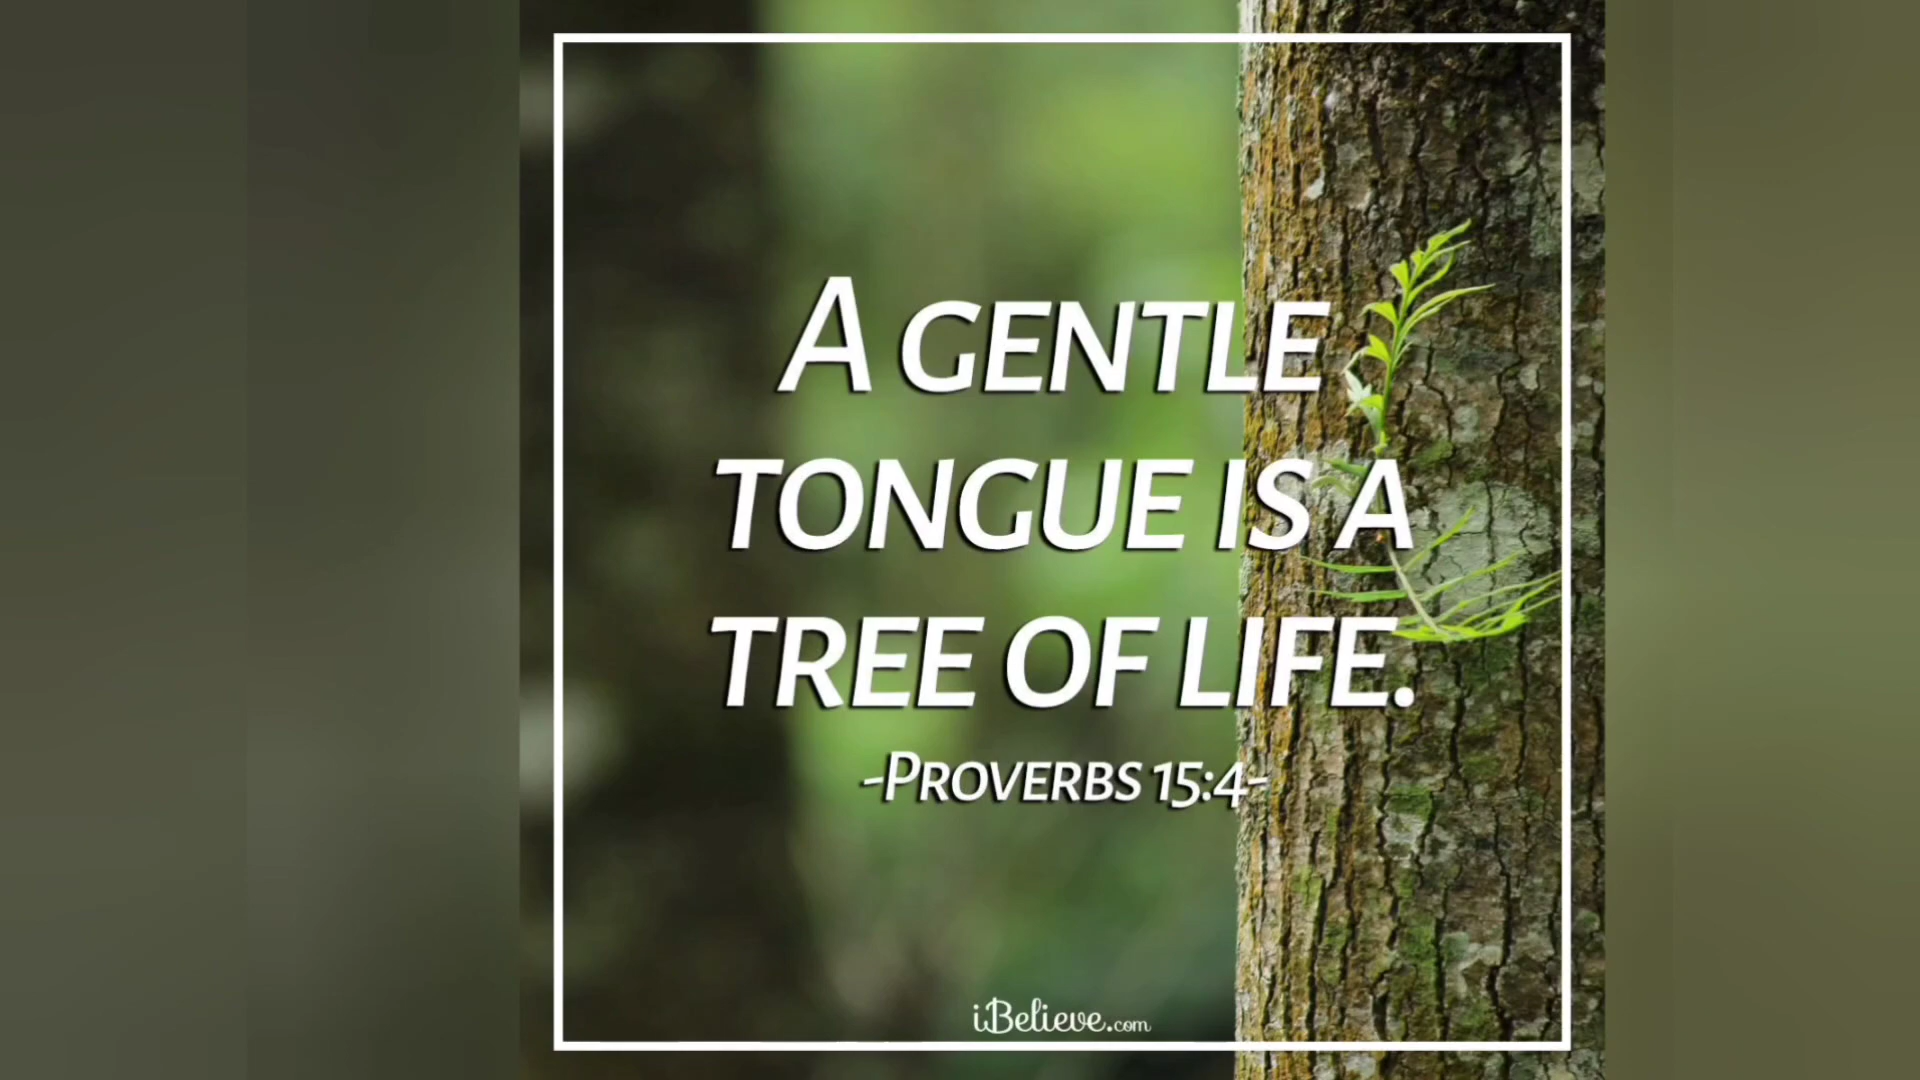 A GENTLE
TONGUE IS A
TREE OF LIFE.
-PROVERBS 15:4-
iBelieve.com